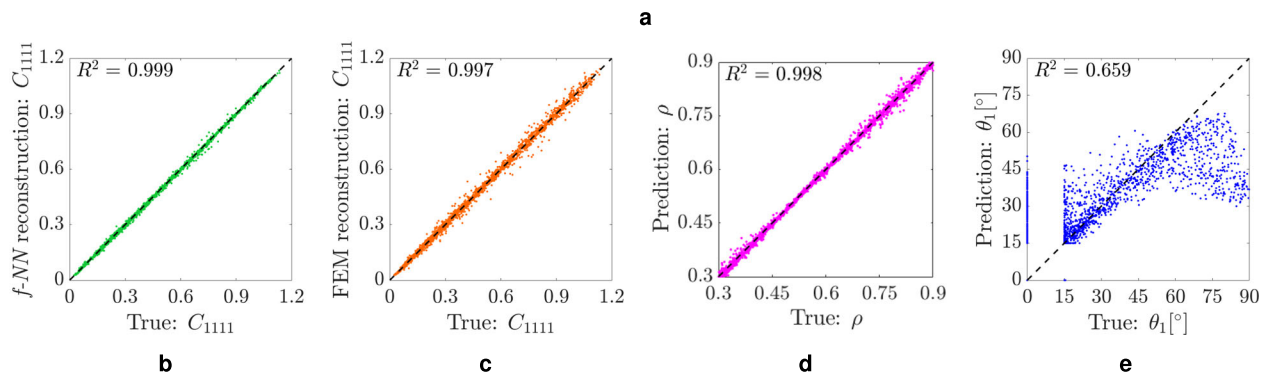 a
f-NN reconstruction: C₁₁₁₁
1.2
0.9
0.6
0.3
0
R² = 0.999
0 0.3 0.6 0.9 1.2
True: C₁₁₁₁
b
FEM reconstruction: C₁₁₁₁
1.2
0.9
0.6
0.3
0
R² = 0.997
0 0.3 0.6 0.9 1.2
True: C₁₁₁₁
c
Prediction: ρ
0.9
0.75
0.6
0.45
0.3
R² = 0.998
0.3 0.45 0.6 0.75 0.9
True: ρ
d
Prediction: θ₁[°]
90
75
60
45
30
15
0
R² = 0.659
0 15 30 45 60 75 90
True: θ₁[°]
e